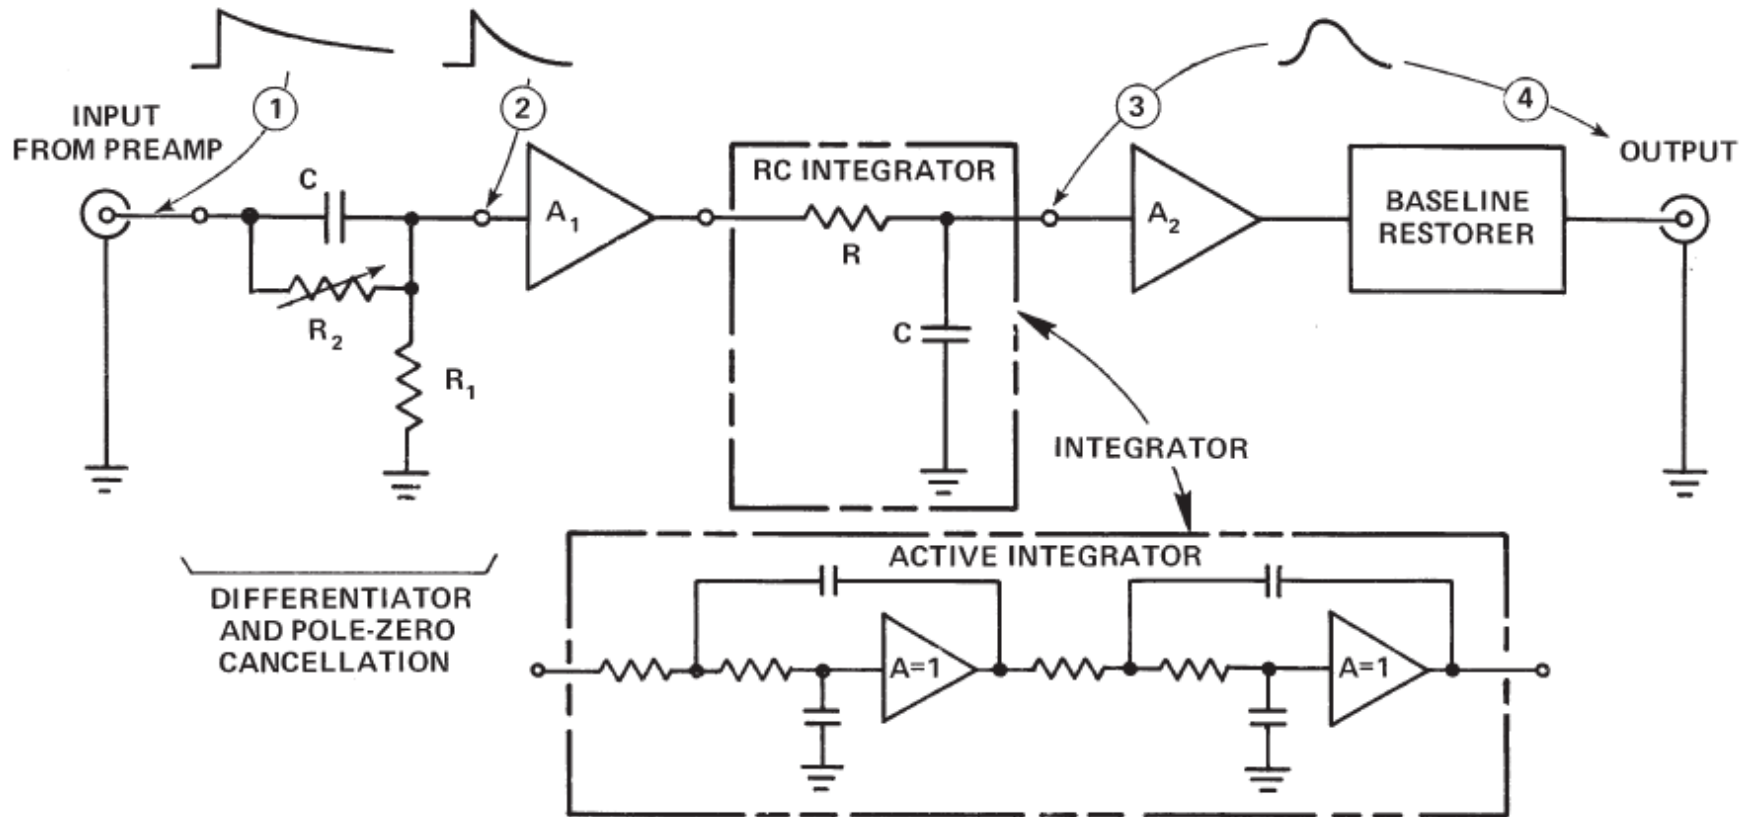 1
2
3
4
INPUT
FROM PREAMP
C
R2
R1
A1
RC INTEGRATOR
R
C
A2
BASELINE
RESTORER
OUTPUT
INTEGRATOR
DIFFERENTIATOR
AND POLE-ZERO
CANCELLATION
ACTIVE INTEGRATOR
A=1
A=1